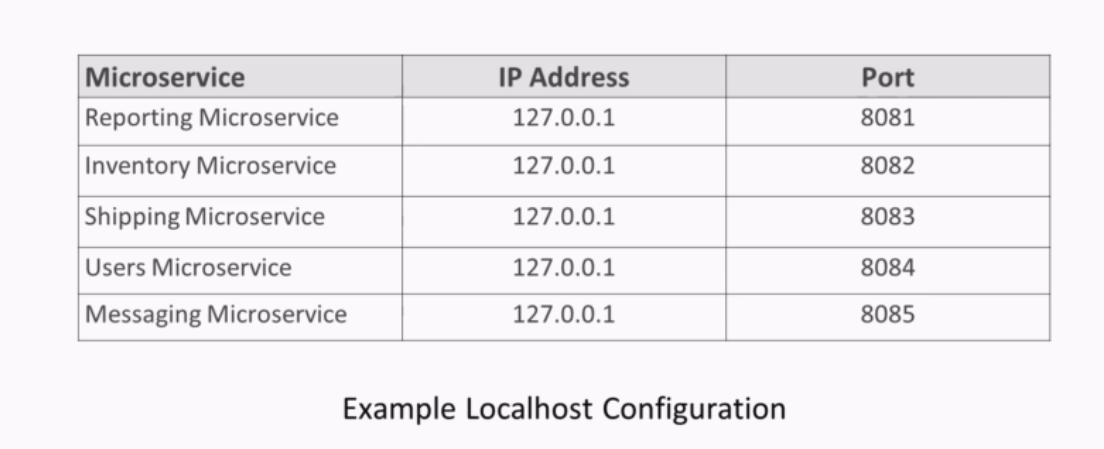 Microservice IP Address Port
Reporting Microservice 127.0.0.1 8081
Inventory Microservice 127.0.0.1 8082
Shipping Microservice 127.0.0.1 8083
Users Microservice 127.0.0.1 8084
Messaging Microservice 127.0.0.1 8085
Example Localhost Configuration